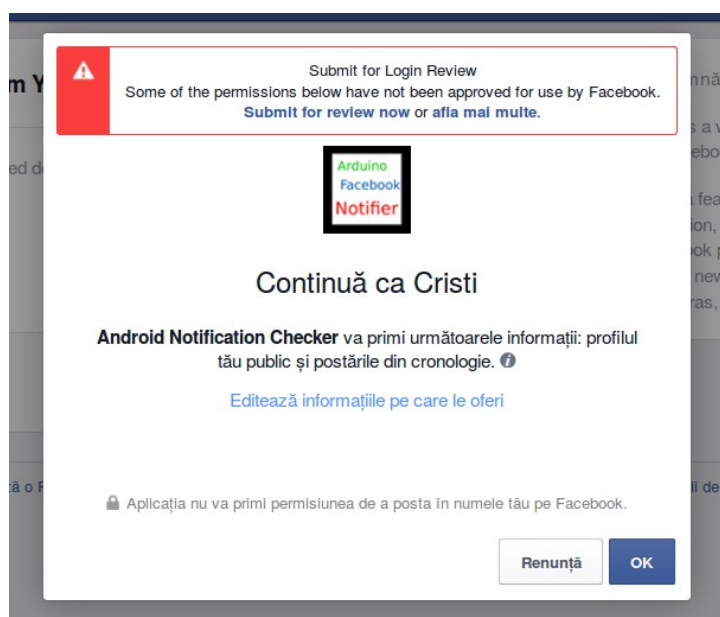 Submit for Login Review
Some of the permissions below have not been approved for use by Facebook.
Submit for review now or afla mai multe.
Arduino
Facebook
Notifier
Continuă ca Cristi
Android Notification Checker va primi următoarele informații: profilul
tău public și postările din cronologie.
Editează informațiile pe care le oferi
Aplicația nu va primi permisiunea de a posta în numele tău pe Facebook.
Renunță
OK